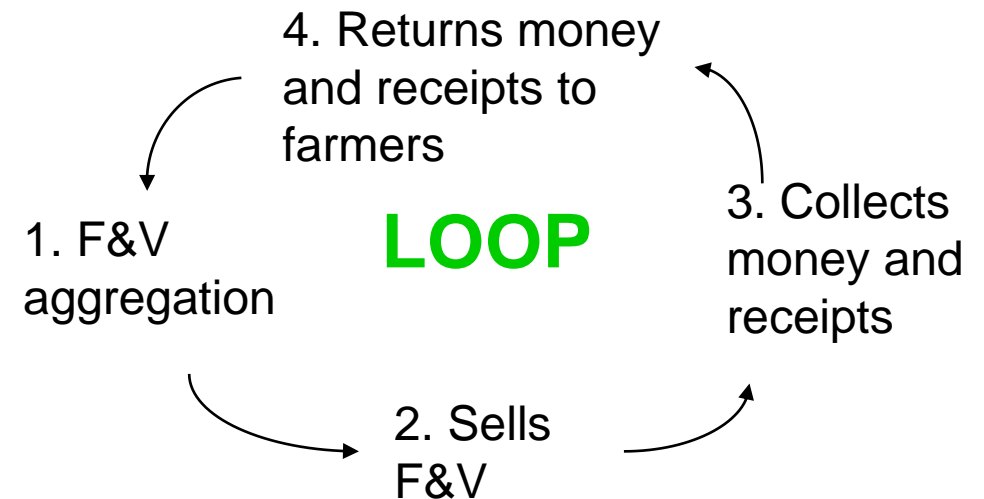 4. Returns money
and receipts to
farmers
1. F&V
aggregation
LOOP
3. Collects
money and
receipts
2. Sells
F&V